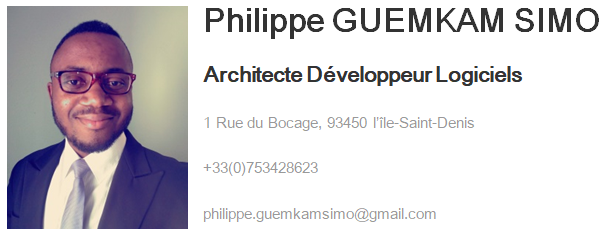 Philippe GUEMKAM SIMO
Architecte Développeur Logiciels
1 Rue du Bocage, 93450 l'île-Saint-Denis
+33(0)753428623
philippe.guemkamsimo@gmail.com